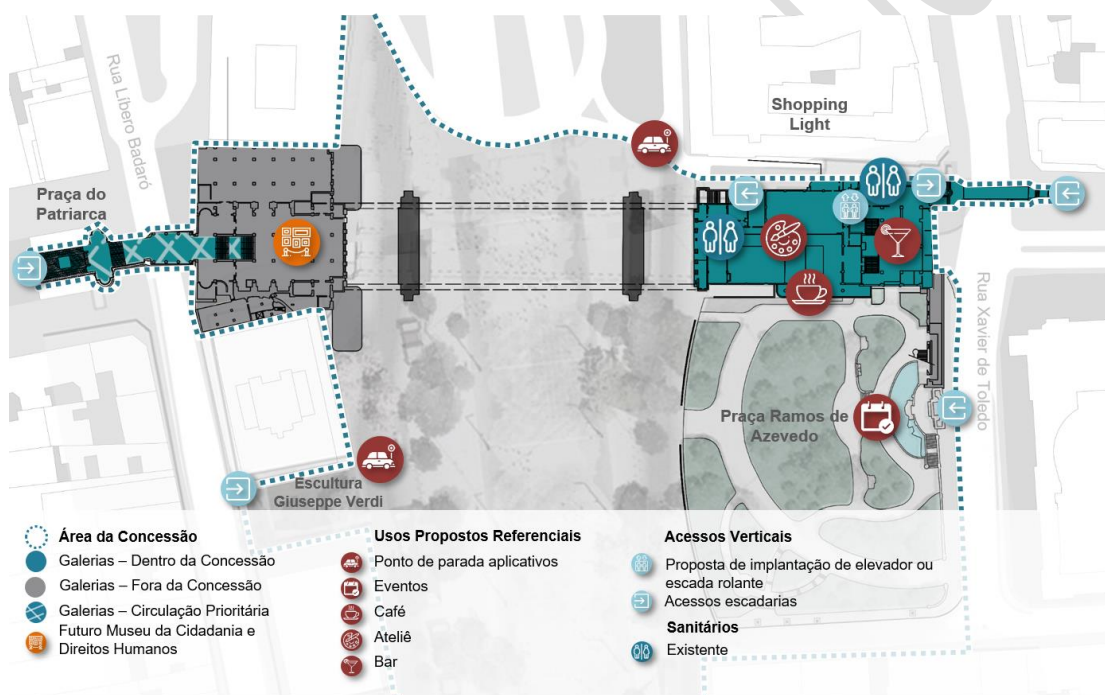 Rua Líbero Badaró
Shopping
Light
Praça do
Patriarca
Rua Xavier de Toledo
Praça Ramos de
Azevedo
Escultura
Giuseppe Verdi
Área da Concessão
Galerias – Dentro da Concessão
Galerias – Fora da Concessão
Galerias – Circulação Prioritária
Futuro Museu da Cidadania e
Direitos Humanos
Usos Propostos Referenciais
Ponto de parada aplicativos
Eventos
Café
Ateliê
Bar
Acessos Verticais
Proposta de implantação de elevador ou
escada rolante
Acessos escadarias
Sanitários
Existente